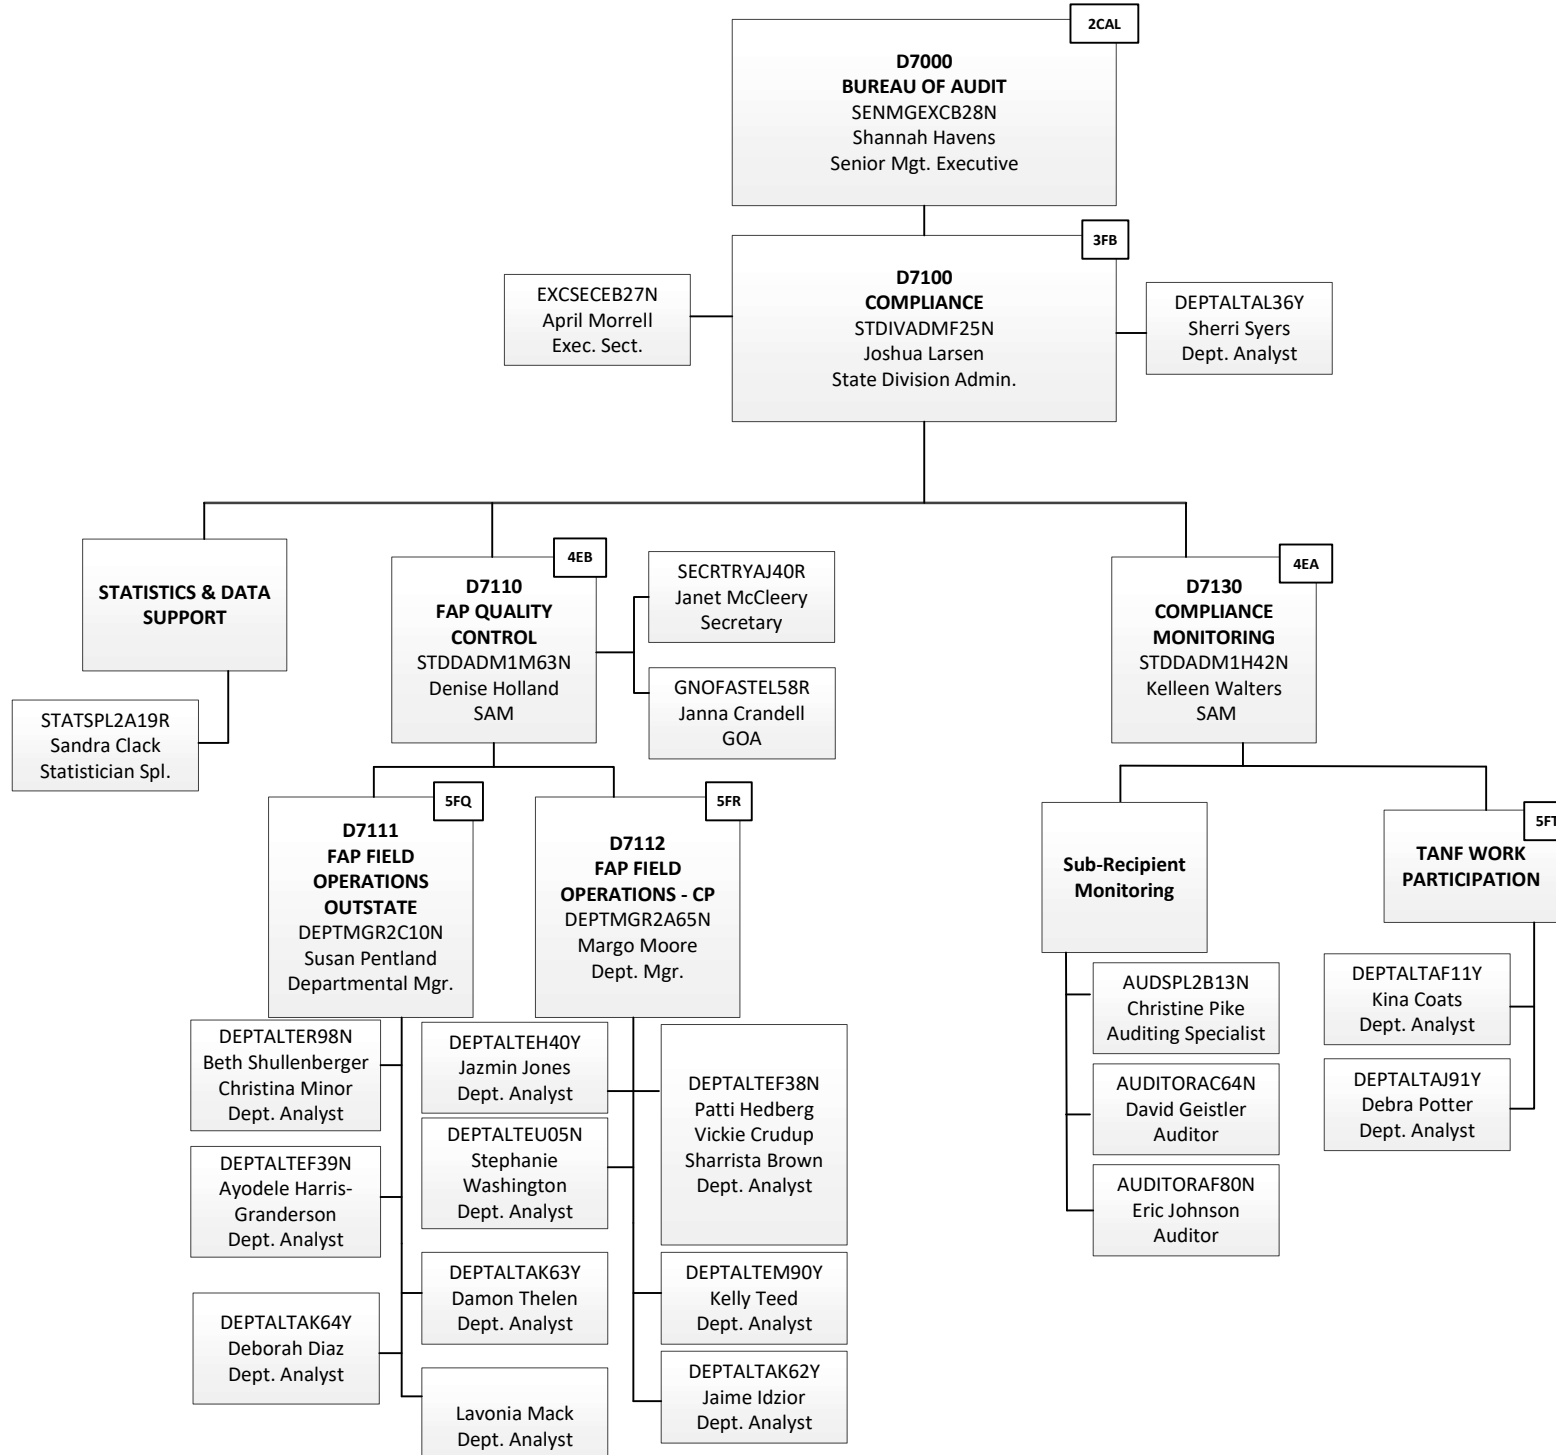 2CAL
D7000
BUREAU OF AUDIT
SENMGEXCB28N
Shannah Havens
Senior Mgt. Executive
3FB
D7100
COMPLIANCE
STDIVADMF25N
Joshua Larsen
State Division Admin.
EXCSECEB27N
April Morrell
Exec. Sect.
DEPTALTAL36Y
Sherri Syers
Dept. Analyst
STATISTICS & DATA
SUPPORT
STATSPL2A19R
Sandra Clack
Statistician Spl.
4EB
D7110
FAP QUALITY
CONTROL
STDDADM1M63N
Denise Holland
SAM
SECRTRYAJ40R
Janet McCleery
Secretary
GNOFASTEL58R
Janna Crandell
GOA
4EA
D7130
COMPLIANCE
MONITORING
STDDADM1H42N
Kelleen Walters
SAM
5FQ
D7111
FAP FIELD
OPERATIONS
OUTSTATE
DEPTMGR2C10N
Susan Pentland
Departmental Mgr.
5FR
D7112
FAP FIELD
OPERATIONS - CP
DEPTMGR2A65N
Margo Moore
Dept. Mgr.
Sub-Recipient
Monitoring
5FT
TANF WORK
PARTICIPATION
DEPTALTER98N
Beth Shullenberger
Christina Minor
Dept. Analyst
DEPTALTEF39N
Ayodele Harris-
Granderson
Dept. Analyst
DEPTALTAK64Y
Deborah Diaz
Dept. Analyst
DEPTALTEH40Y
Jazmin Jones
Dept. Analyst
DEPTALTEU05N
Stephanie
Washington
Dept. Analyst
DEPTALTAK63Y
Damon Thelen
Dept. Analyst
Lavonia Mack
Dept. Analyst
DEPTALTEF38N
Patti Hedberg
Vickie Crudup
Sharrista Brown
Dept. Analyst
DEPTALTEM90Y
Kelly Teed
Dept. Analyst
DEPTALTAK62Y
Jaime Idzior
Dept. Analyst
AUDSPL2B13N
Christine Pike
Auditing Specialist
AUDITORAC64N
David Geistler
Auditor
AUDITORAF80N
Eric Johnson
Auditor
DEPTALTAF11Y
Kina Coats
Dept. Analyst
DEPTALTAJ91Y
Debra Potter
Dept. Analyst